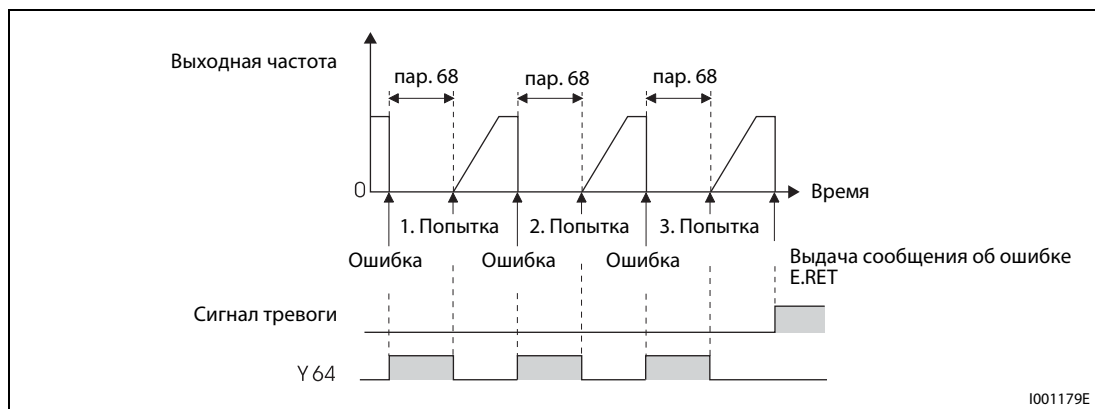 Выходная частота
пар. 68 пар. 68 пар. 68
0
Время
1. Попытка 2. Попытка 3. Попытка
Ошибка Ошибка Ошибка
Выдача сообщения об ошибке
E.RET
Сигнал тревоги
Y 64
I001179E